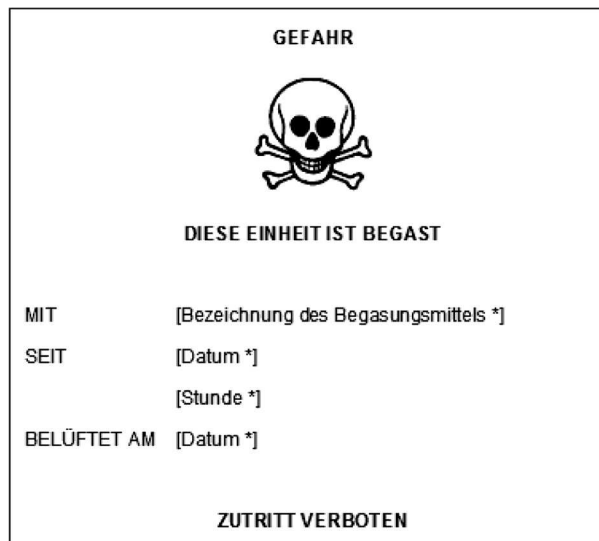 GEFAHR
DIESE EINHEIT IST BEGAST
MIT [Bezeichnung des Begasungsmittels *]
SEIT [Datum *]
[Stunde *]
BELÜFTET AM [Datum *]
ZUTRITT VERBOTEN